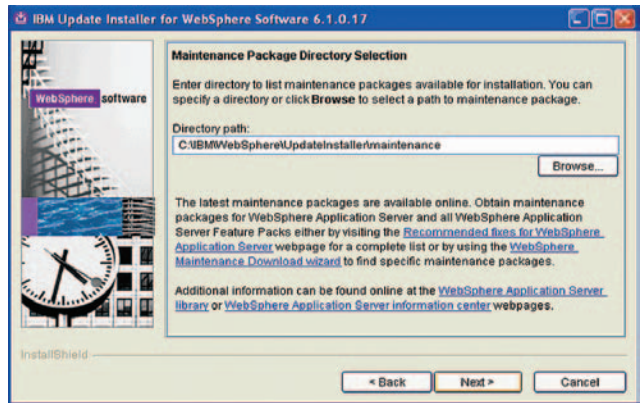 IBM Update Installer for WebSphere Software 6.1.0.17
WebSphere software
Maintenance Package Directory Selection
Enter directory to list maintenance packages available for installation. You can
specify a directory or click Browse to select a path to maintenance package.
Directory path:
C:\IBM\WebSphere\UpdateInstaller\maintenance
Browse...
The latest maintenance packages are available online. Obtain maintenance
packages for WebSphere Application Server and all WebSphere Application
Server Feature Packs either by visiting the Recommended fixes for WebSphere
Application Server webpage for a complete list or by using the WebSphere
Maintenance Download wizard to find specific maintenance packages.
Additional information can be found online at the WebSphere Application Server
library or WebSphere Application Server information center webpages.
InstallShield
< Back
Next >
Cancel